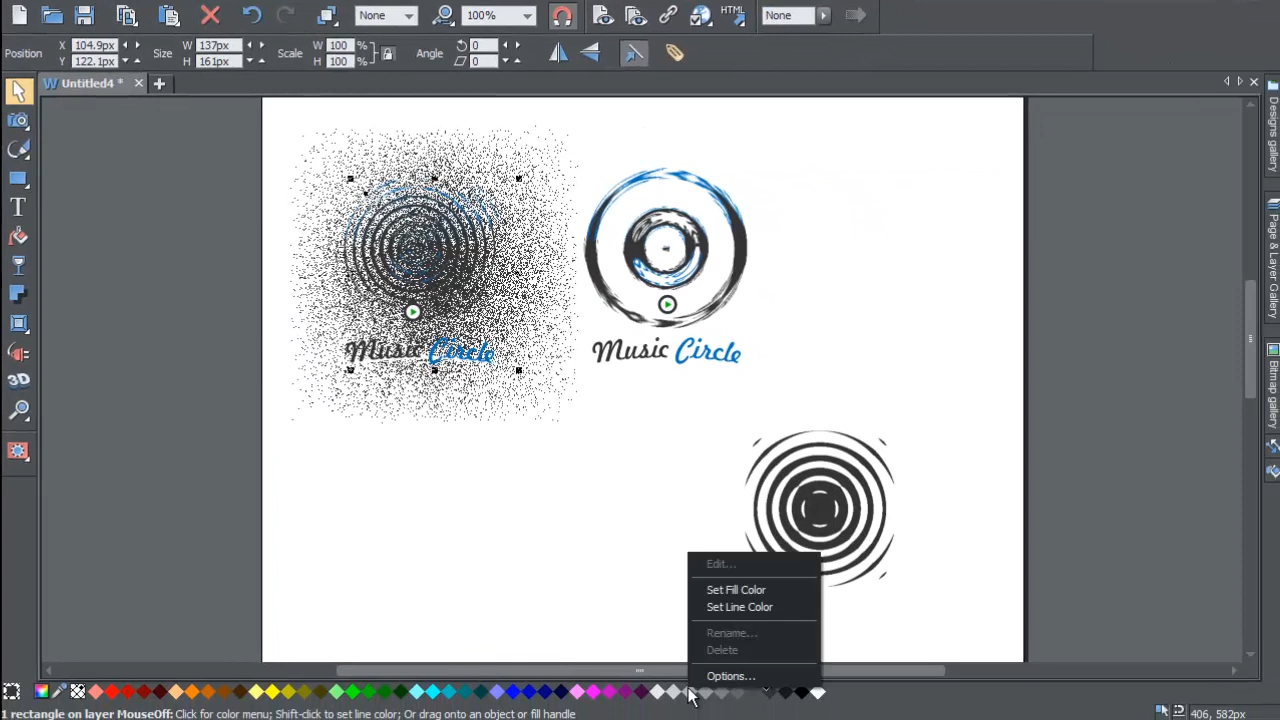 None
100%
HTML
None
Position
X 104.9px
Y 122.1px
Size
W 137px
H 161px
Scale
W 100
H 100
%
%
Angle
0
0
Untitled4 *
Designs gallery
Page & Layer Gallery
Bitmap gallery
3D
Music Circle
Music Circle
Edit...
Set Fill Color
Set Line Color
Rename...
Delete
Options...
1 rectangle on layer MouseOff: Click for color menu; Shift-click to set line color; Or drag onto an object or fill handle
406, 582px